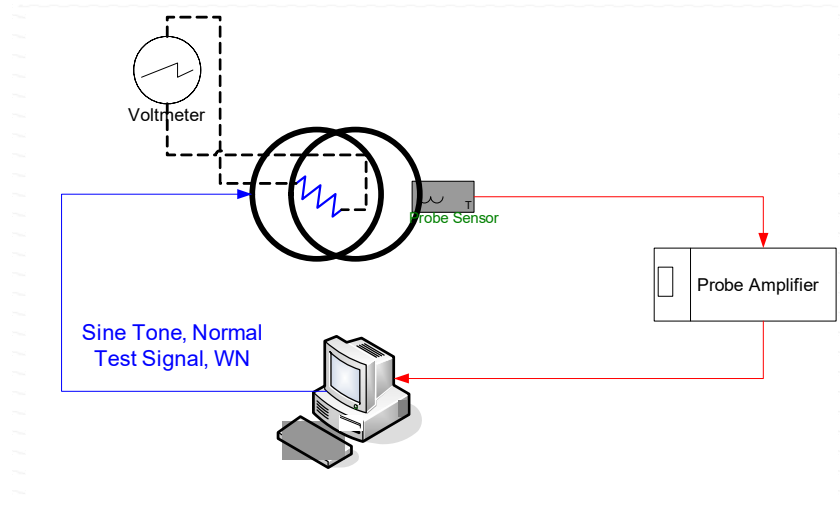 Voltmeter
T
Probe Sensor
Probe Amplifier
Sine Tone, Normal
Test Signal, WN